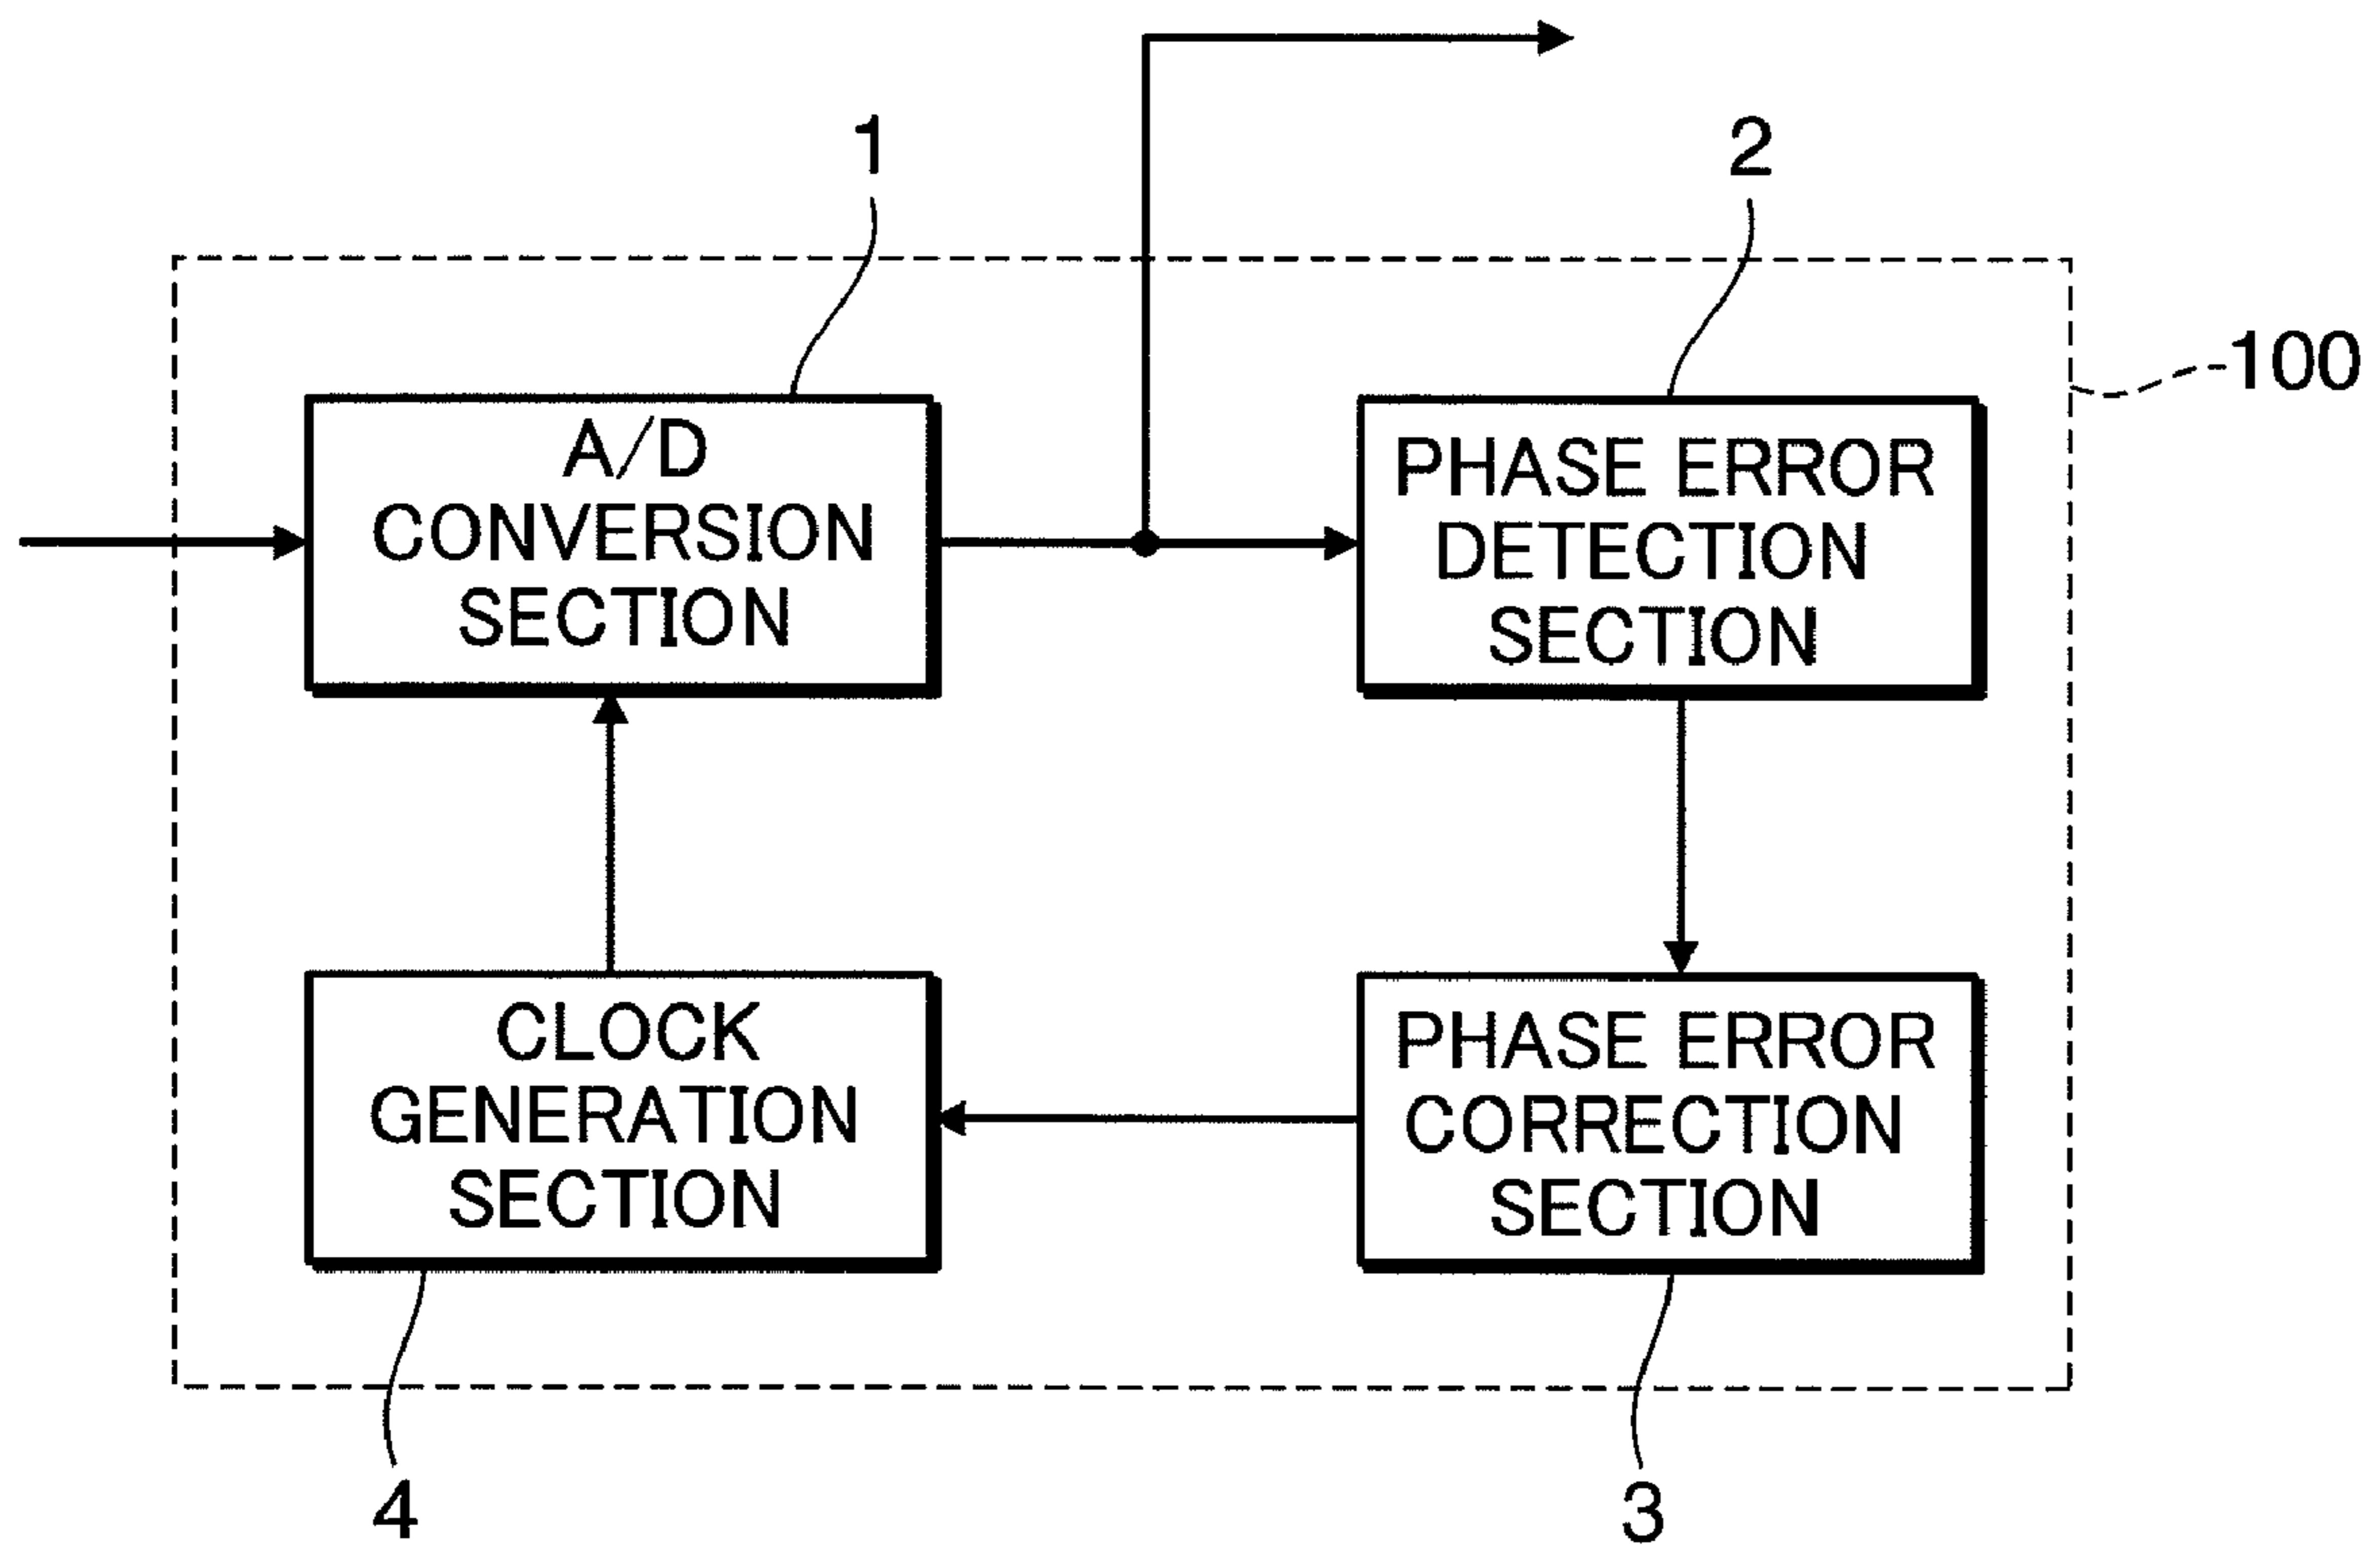 1
2
100
A/D
CONVERSION
SECTION
PHASE ERROR
DETECTION
SECTION
CLOCK
GENERATION
SECTION
PHASE ERROR
CORRECTION
SECTION
4
3